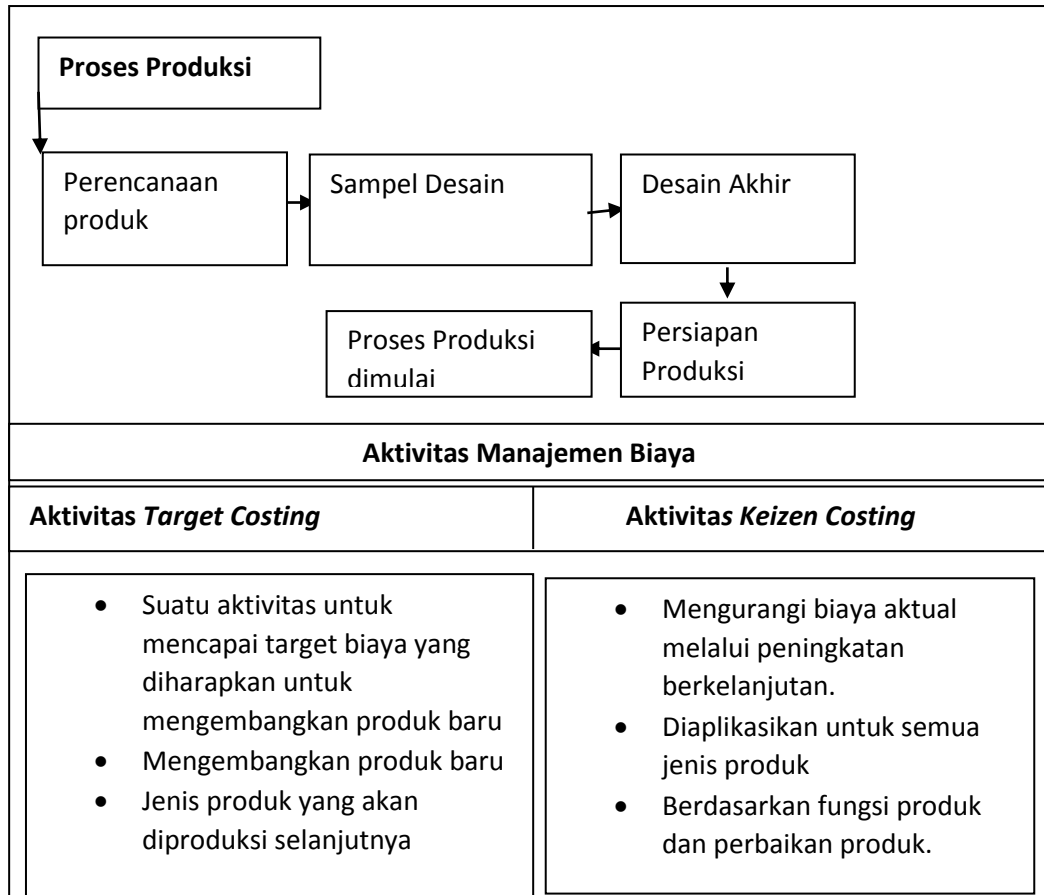 Proses Produksi
Perencanaan
produk
Sampel Desain
Desain Akhir
Persiapan
Produksi
Proses Produksi
dimulai
Aktivitas Manajemen Biaya
Aktivitas Target Costing
Aktivitas Keizen Costing
• Suatu aktivitas untuk
mencapai target biaya yang
diharapkan untuk
mengembangkan produk baru
• Mengembangkan produk baru
• Jenis produk yang akan
diproduksi selanjutnya
• Mengurangi biaya aktual
melalui peningkatan
berkelanjutan.
• Diaplikasikan untuk semua
jenis produk
• Berdasarkan fungsi produk
dan perbaikan produk.